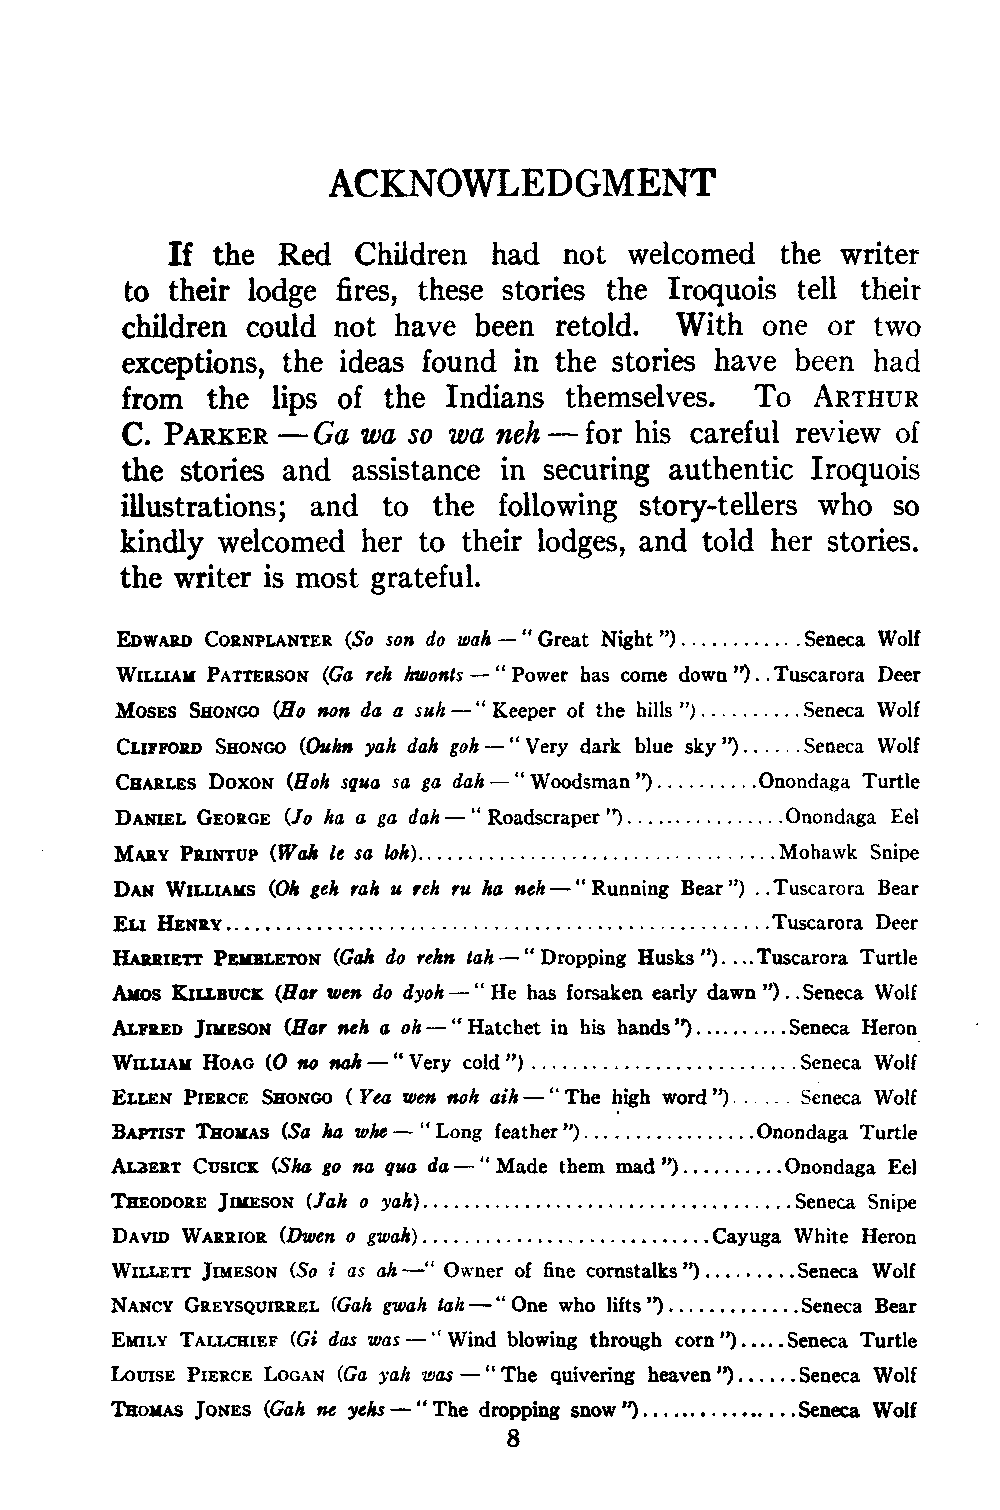 ACKNOWLEDGMENT
If the Red Children had not welcomed the writer
to their lodge fires, these stories the Iroquois tell their
children could not have been retold. With one or two
exceptions, the ideas found in the stories have been had
from the lips of the Indians themselves. To ARTHUR
C. PARKER — Ga wa so wa neh — for his careful review of
the stories and assistance in securing authentic Iroquois
illustrations; and to the following story-tellers who so
kindly welcomed her to their lodges, and told her stories.
the writer is most grateful.
EDWARD CORNPLANTER (So son do wah — "Great Night")............Seneca Wolf
WILLIAM PATTERSON (Ga reh hwonts — "Power has come down")..Tuscarora Deer
MOSES SHONGO (Ho non da a suh — "Keeper of the hills")..........Seneca Wolf
CLIFFORD SHONGO (Ouhn yah dah goh — "Very dark blue sky")......Seneca Wolf
CHARLES DOXON (Hoh squa sa ga dah — "Woodsman")..........Onondaga Turtle
DANIEL GEORGE (Jo ha a ga dah — "Roadscraper")................Onondaga Eel
MARY PRINTUP (Wah le sa loh)...................................Mohawk Snipe
DAN WILLIAMS (Oh geh rah u reh ru ha neh — "Running Bear") ..Tuscarora Bear
ELI HENRY.....................................................Tuscarora Deer
HARRIETT PEMBLETON (Gah do rehn tah — "Dropping Husks")....Tuscarora Turtle
AMOS KILLBUCK (Har wen do dyoh — "He has forsaken early dawn")..Seneca Wolf
ALFRED JIMESON (Har neh a oh — "Hatchet in his hands")..........Seneca Heron
WILLIAM HOAG (O no nah — "Very cold") ..........................Seneca Wolf
ELLEN PIERCE SHONGO (Yea wen noh aih — "The high word")......Seneca Wolf
BAPTIST THOMAS (Sa ha whe — "Long feather").................Onondaga Turtle
ALBERT CUSICK (Sha go na qua da — "Made them mad")..........Onondaga Eel
THEODORE JIMESON (Jah o yah)....................................Seneca Snipe
DAVID WARRIOR (Dwen o gwah)............................Cayuga White Heron
WILLETT JIMESON (So i as ah — "Owner of fine cornstalks").........Seneca Wolf
NANCY GREYSQUIRREL (Gah gwah tah — "One who lifts").............Seneca Bear
EMILY TALLCHIEF (Gi das was — "Wind blowing through corn").....Seneca Turtle
LOUISE PIERCE LOGAN (Ga yah was — "The quivering heaven")......Seneca Wolf
THOMAS JONES (Gah ne yehs — "The dropping snow")...............Seneca Wolf
8